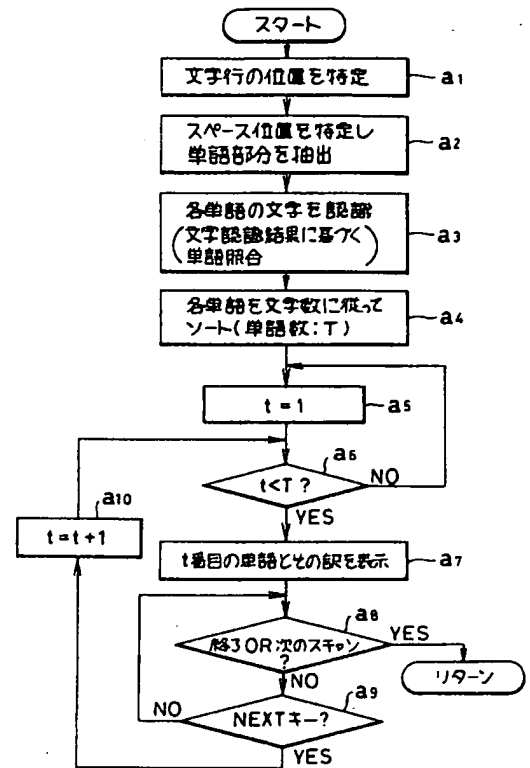 スタート
文字行の位置を特定
a1
スペース位置を特定し
単語部分を抽出
a2
各単語の文字を認識
(文字認識結果に基づく
単語照合)
a3
各単語を文字数に従って
ソート(単語数:T)
a4
t=1
a5
a6
t<T?
NO
YES
a10
t=t+1
t番目の単語とその訳を表示
a7
a8
終了OR次のスキャン
?
YES
リターン
NO
a9
NEXTキー?
NO
YES